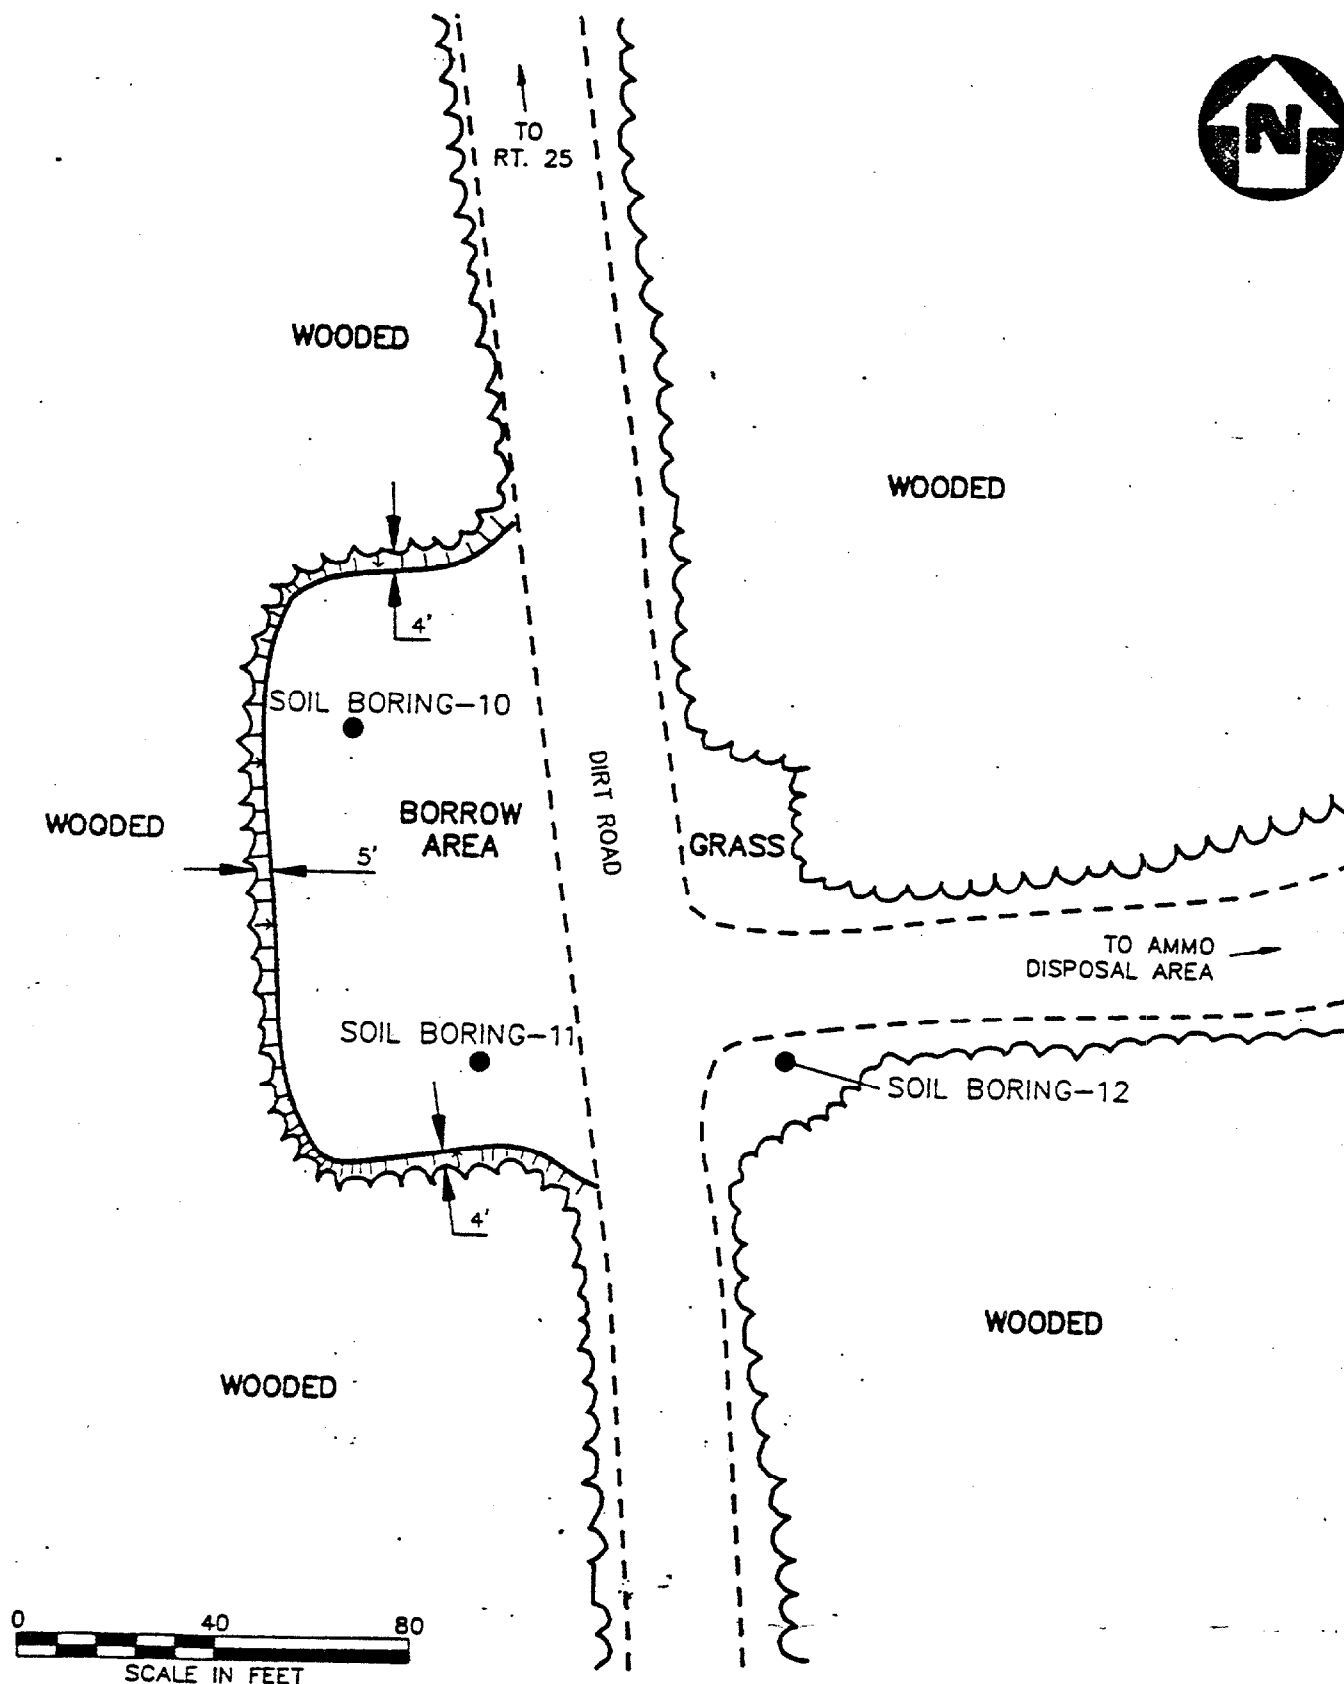 N
TO
RT. 25
WOODED
WOODED
4'
SOIL BORING-10
DIRT ROAD
BORROW
AREA
WOODED
GRASS
5'
TO AMMO
DISPOSAL AREA
SOIL BORING-11
SOIL BORING-12
4'
WOODED
WOODED
0 40 80
SCALE IN FEET